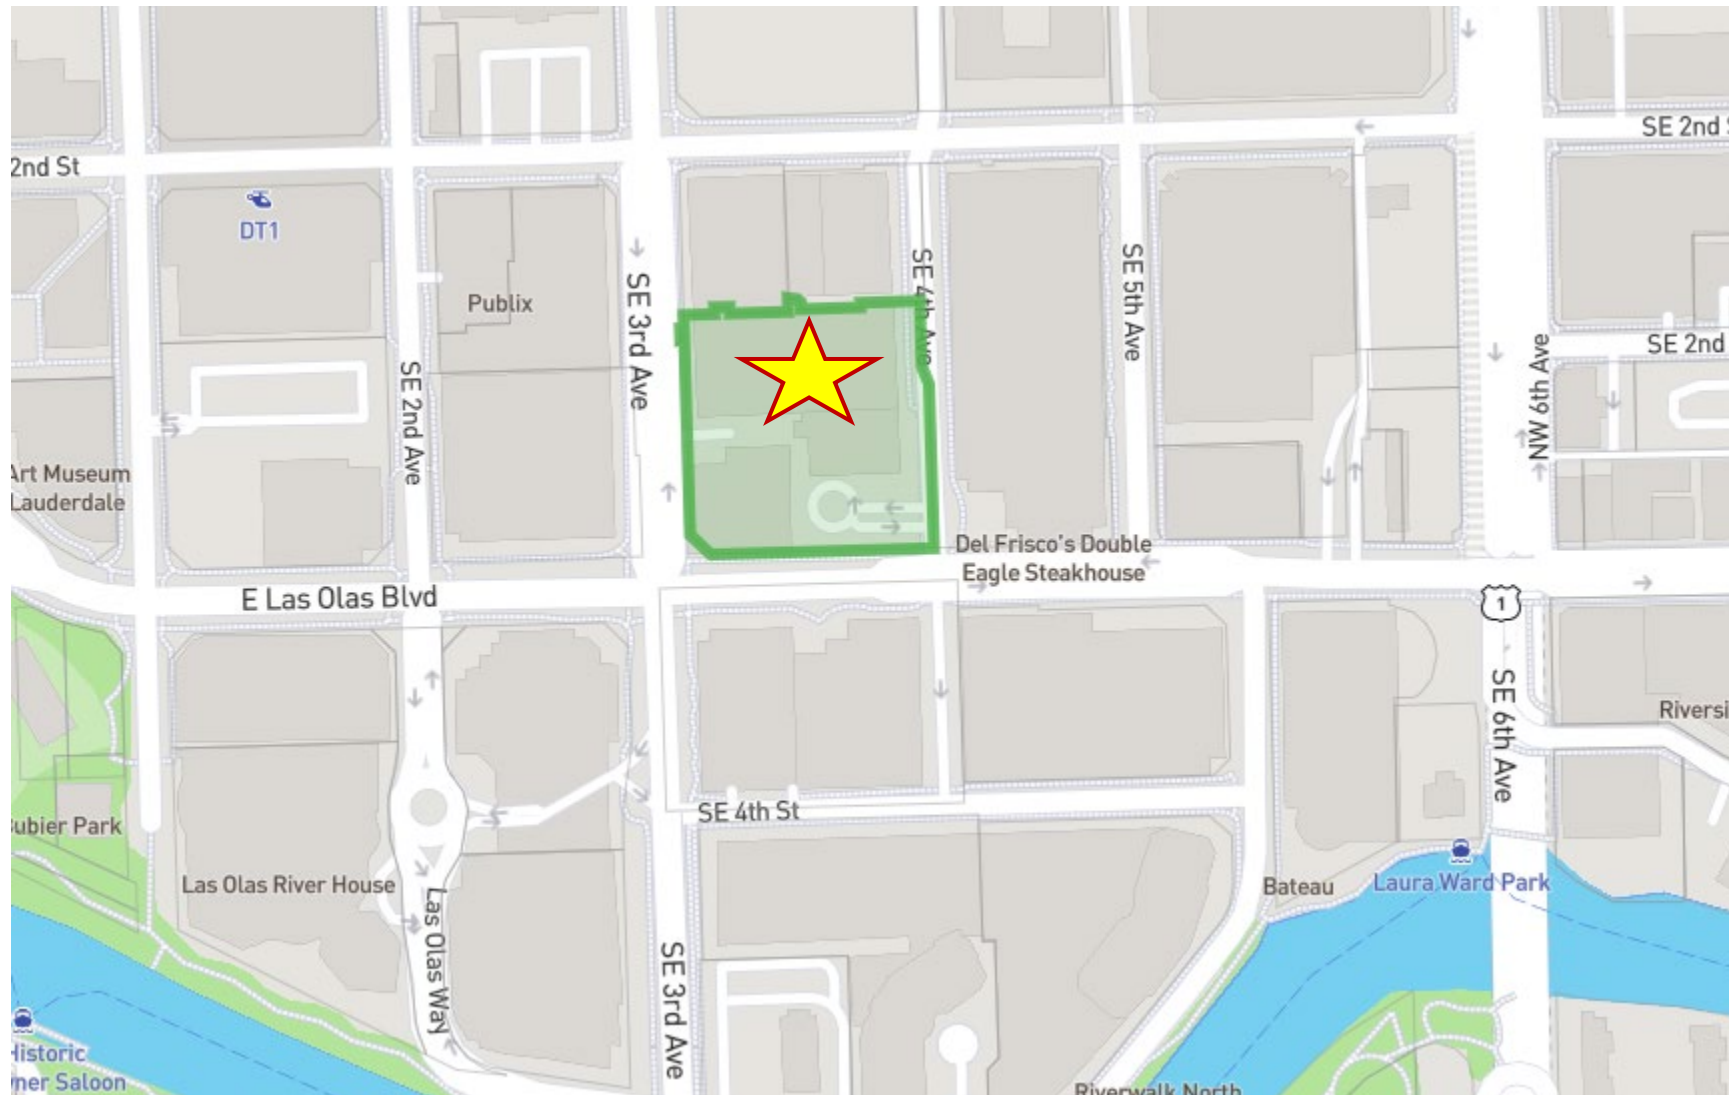 SE 2nd
2nd St
DT1
SE 3rd Ave
SE 4th Ave
SE 5th Ave
Publix
SE 2nd
NW 6th Ave
SE 2nd Ave
Art Museum
Lauderdale
Del Frisco's Double
Eagle Steakhouse
E Las Olas Blvd
1
SE 6th Ave
Riversi
SE 4th St
ubier Park
Las Olas River House
Bateau
Laura Ward Park
Las Olas Way
SE 3rd Ave
Historic
ner Saloon
Riverwalk North